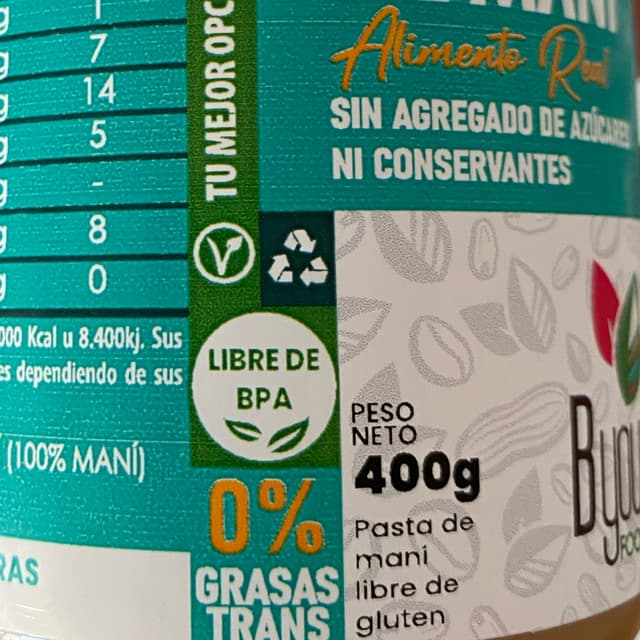 g 1
g 7
g 14
g 5
g -
g 8
g 0
000 Kcal u 8.400kj. Sus
es dependiendo de sus
(100% MANÍ)
RAS
TU MEJOR OPC
LIBRE DE
BPA
0%
GRASAS
TRANS
MANÍ
Alimento Real
SIN AGREGADO DE AZÚCARES
NI CONSERVANTES
PESO
NETO
400g
Pasta de
maní
libre de
gluten
Byou
FOO